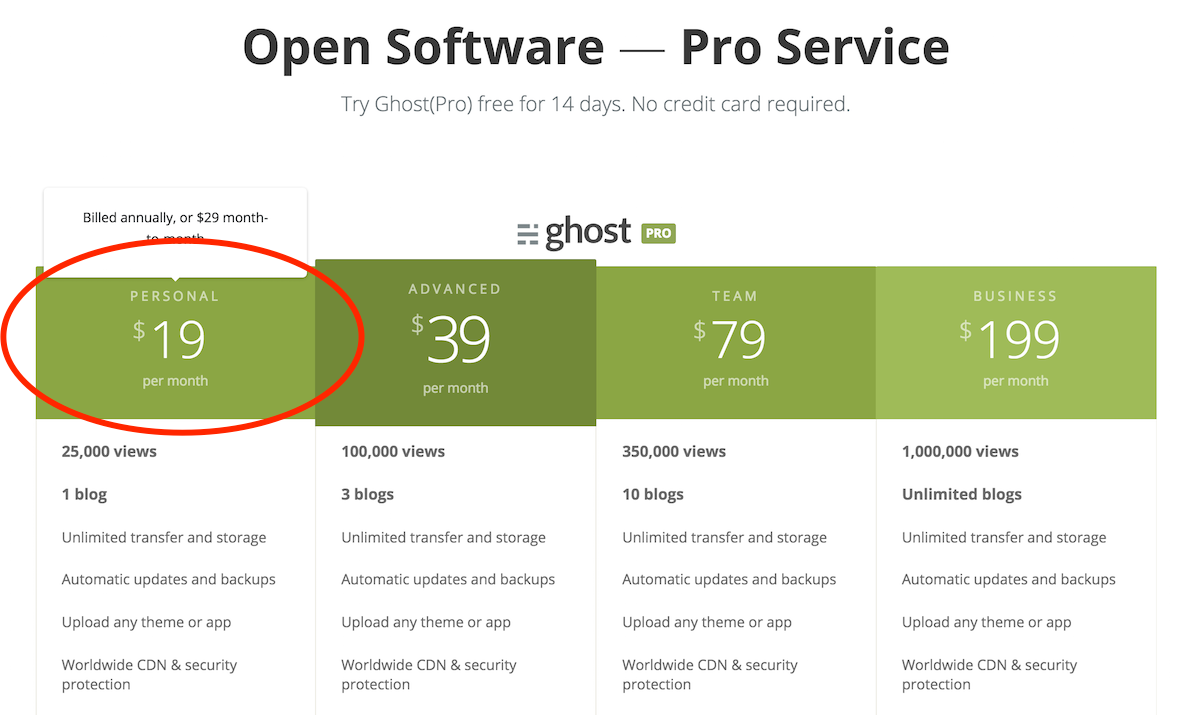 Open Software — Pro Service
Try Ghost(Pro) free for 14 days. No credit card required.
Billed annually, or $29 month-
to-month
ghost PRO
PERSONAL
$19
per month
ADVANCED
$39
per month
TEAM
$79
per month
BUSINESS
$199
per month
25,000 views
1 blog
Unlimited transfer and storage
Automatic updates and backups
Upload any theme or app
Worldwide CDN & security
protection
100,000 views
3 blogs
Unlimited transfer and storage
Automatic updates and backups
Upload any theme or app
Worldwide CDN & security
protection
350,000 views
10 blogs
Unlimited transfer and storage
Automatic updates and backups
Upload any theme or app
Worldwide CDN & security
protection
1,000,000 views
Unlimited blogs
Unlimited transfer and storage
Automatic updates and backups
Upload any theme or app
Worldwide CDN & security
protection